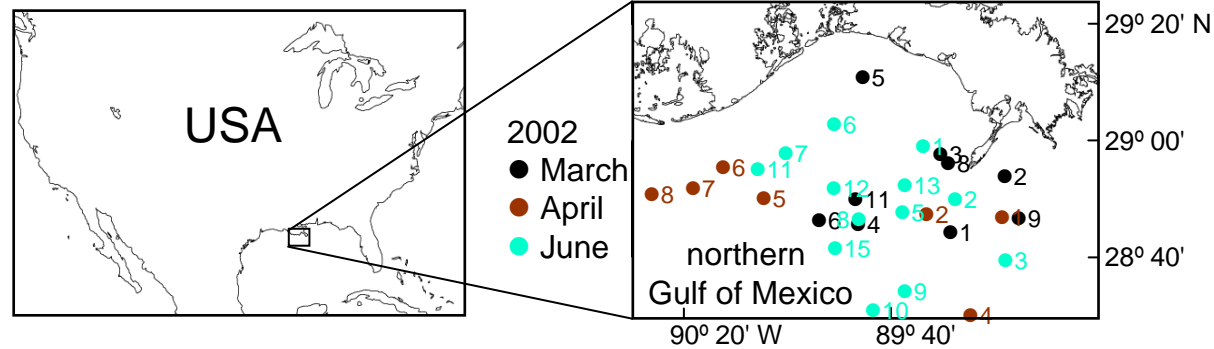 USA
2002
March
April
June
5
6
1
3
8
7
11
6
7
8
5
2
12
13
11
2
5
2
1
9
6
8
4
1
15
3
9
10
4
northern
Gulf of Mexico
29º 20' N
29º 00'
28º 40'
90º 20' W
89º 40'